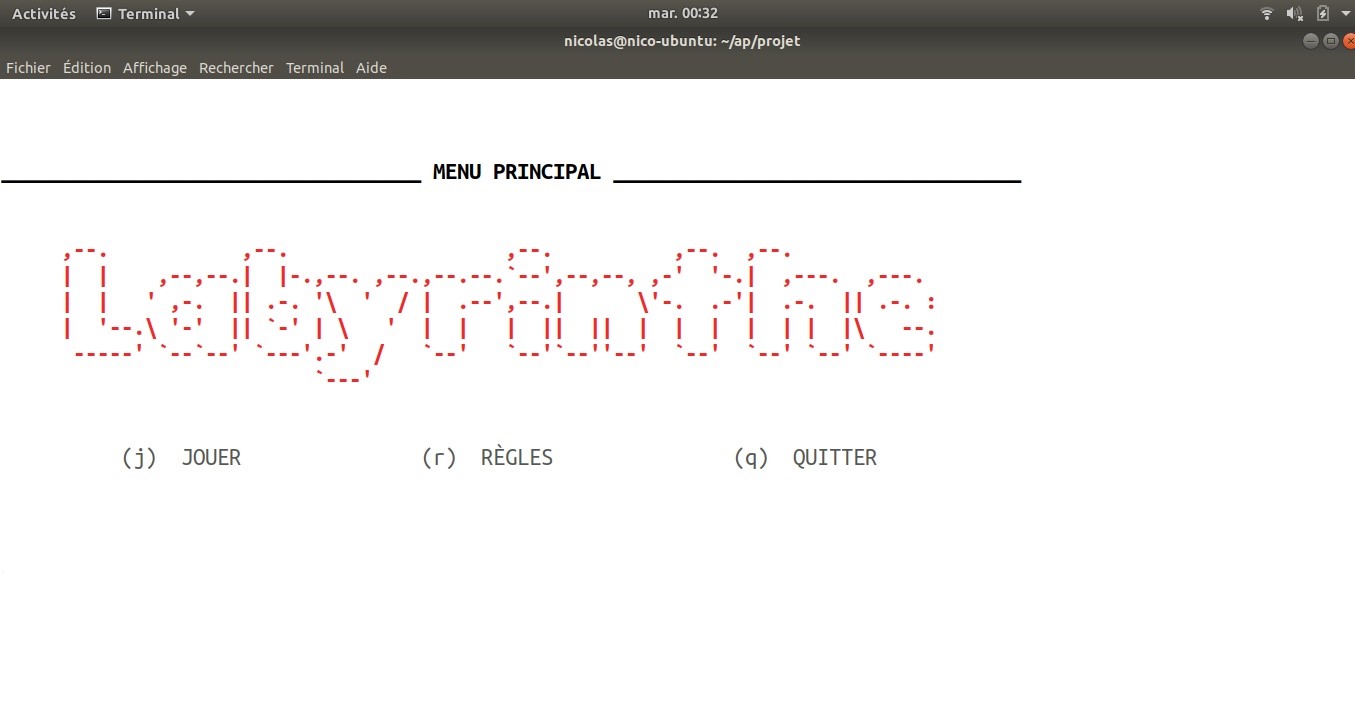 Activités Terminal mar. 00:32
nicolas@nico-ubuntu: ~/ap/projet
Fichier Édition Affichage Rechercher Terminal Aide
MENU PRINCIPAL
Labyrinthe
(j) JOUER (r) RÈGLES (q) QUITTER